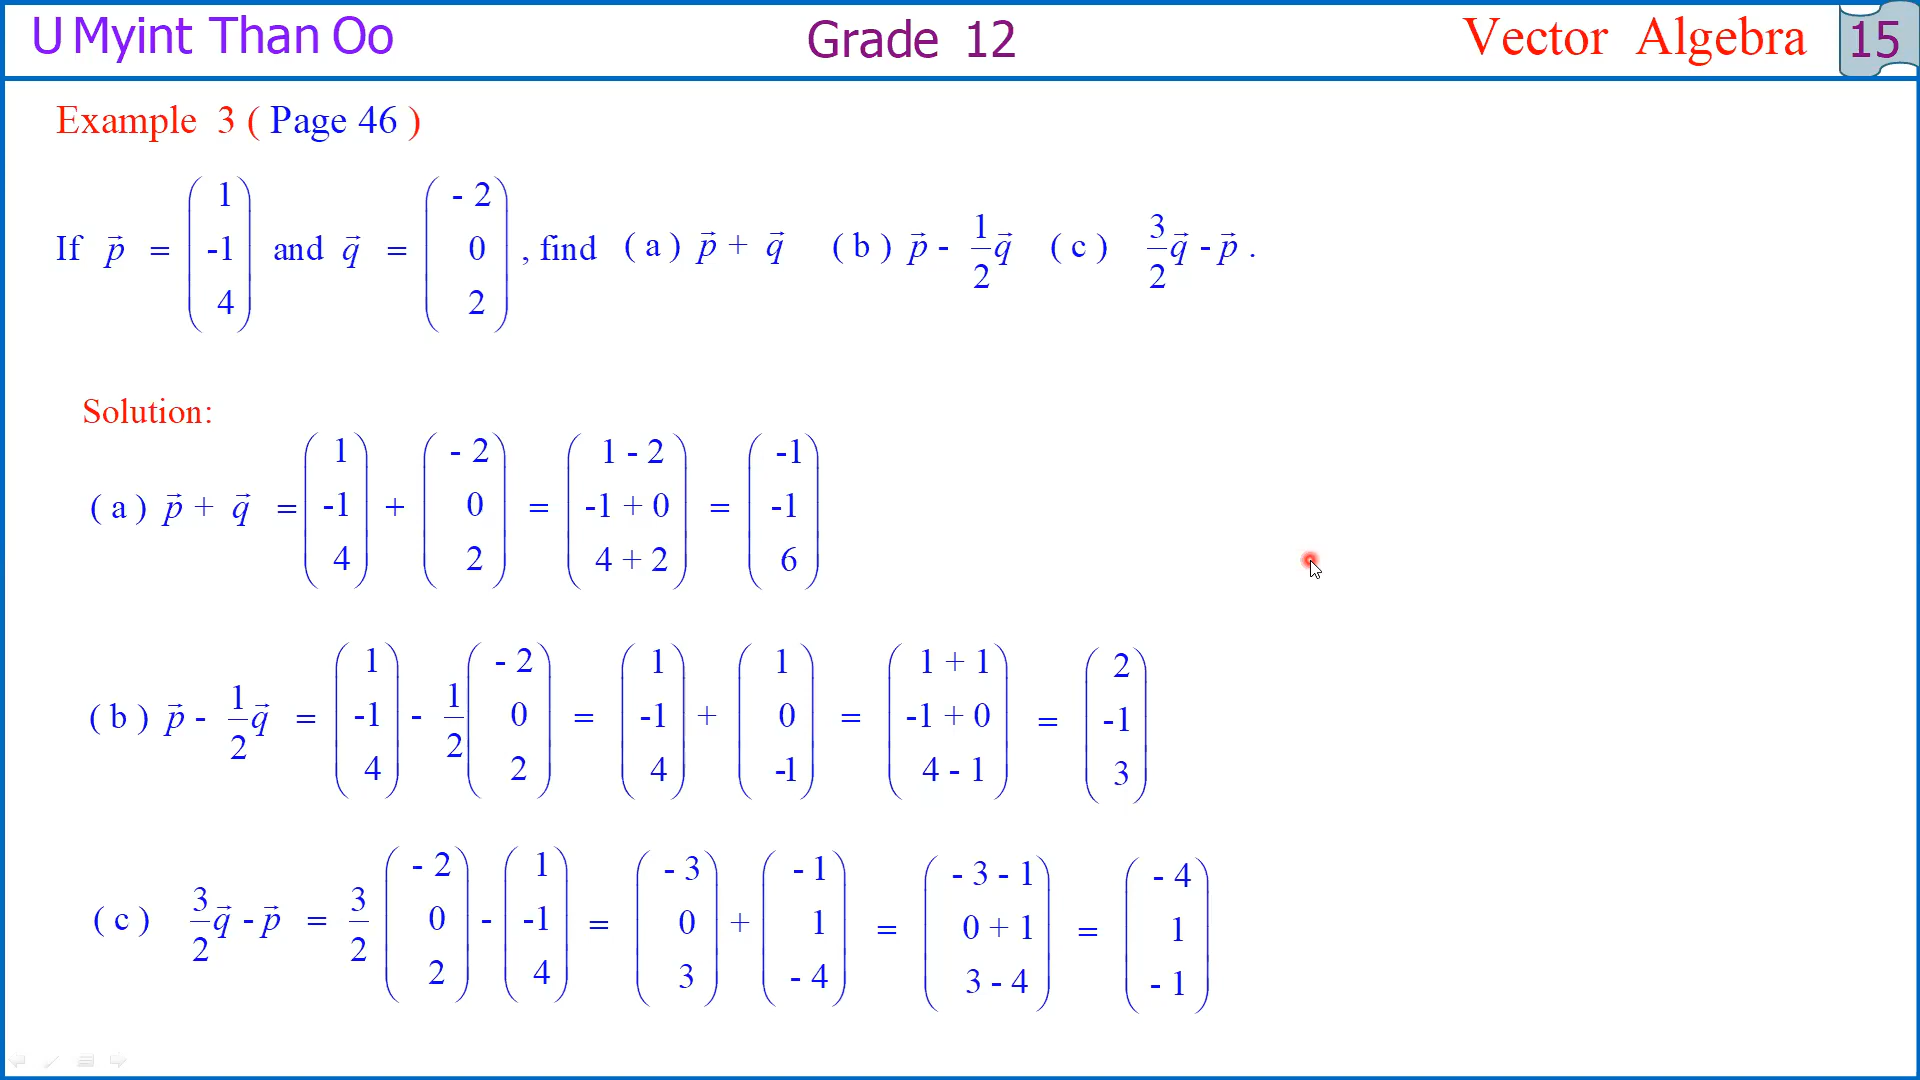 U Myint Than Oo Grade 12 Vector Algebra 15
Example 3 ( Page 46 )
If p⃗ = (1, -1, 4) and q⃗ = (- 2, 0, 2) , find ( a ) p⃗ + q⃗ ( b ) p⃗ - 1/2 q⃗ ( c ) 3/2 q⃗ - p⃗ .
Solution:
( a ) p⃗ + q⃗ = (1, -1, 4) + (- 2, 0, 2) = (1 - 2, -1 + 0, 4 + 2) = (-1, -1, 6)
( b ) p⃗ - 1/2 q⃗ = (1, -1, 4) - 1/2 (- 2, 0, 2) = (1, -1, 4) + (1, 0, -1) = (1 + 1, -1 + 0, 4 - 1) = (2, -1, 3)
( c ) 3/2 q⃗ - p⃗ = 3/2 (- 2, 0, 2) - (1, -1, 4) = (- 3, 0, 3) + (- 1, 1, - 4) = (- 3 - 1, 0 + 1, 3 - 4) = (- 4, 1, - 1)